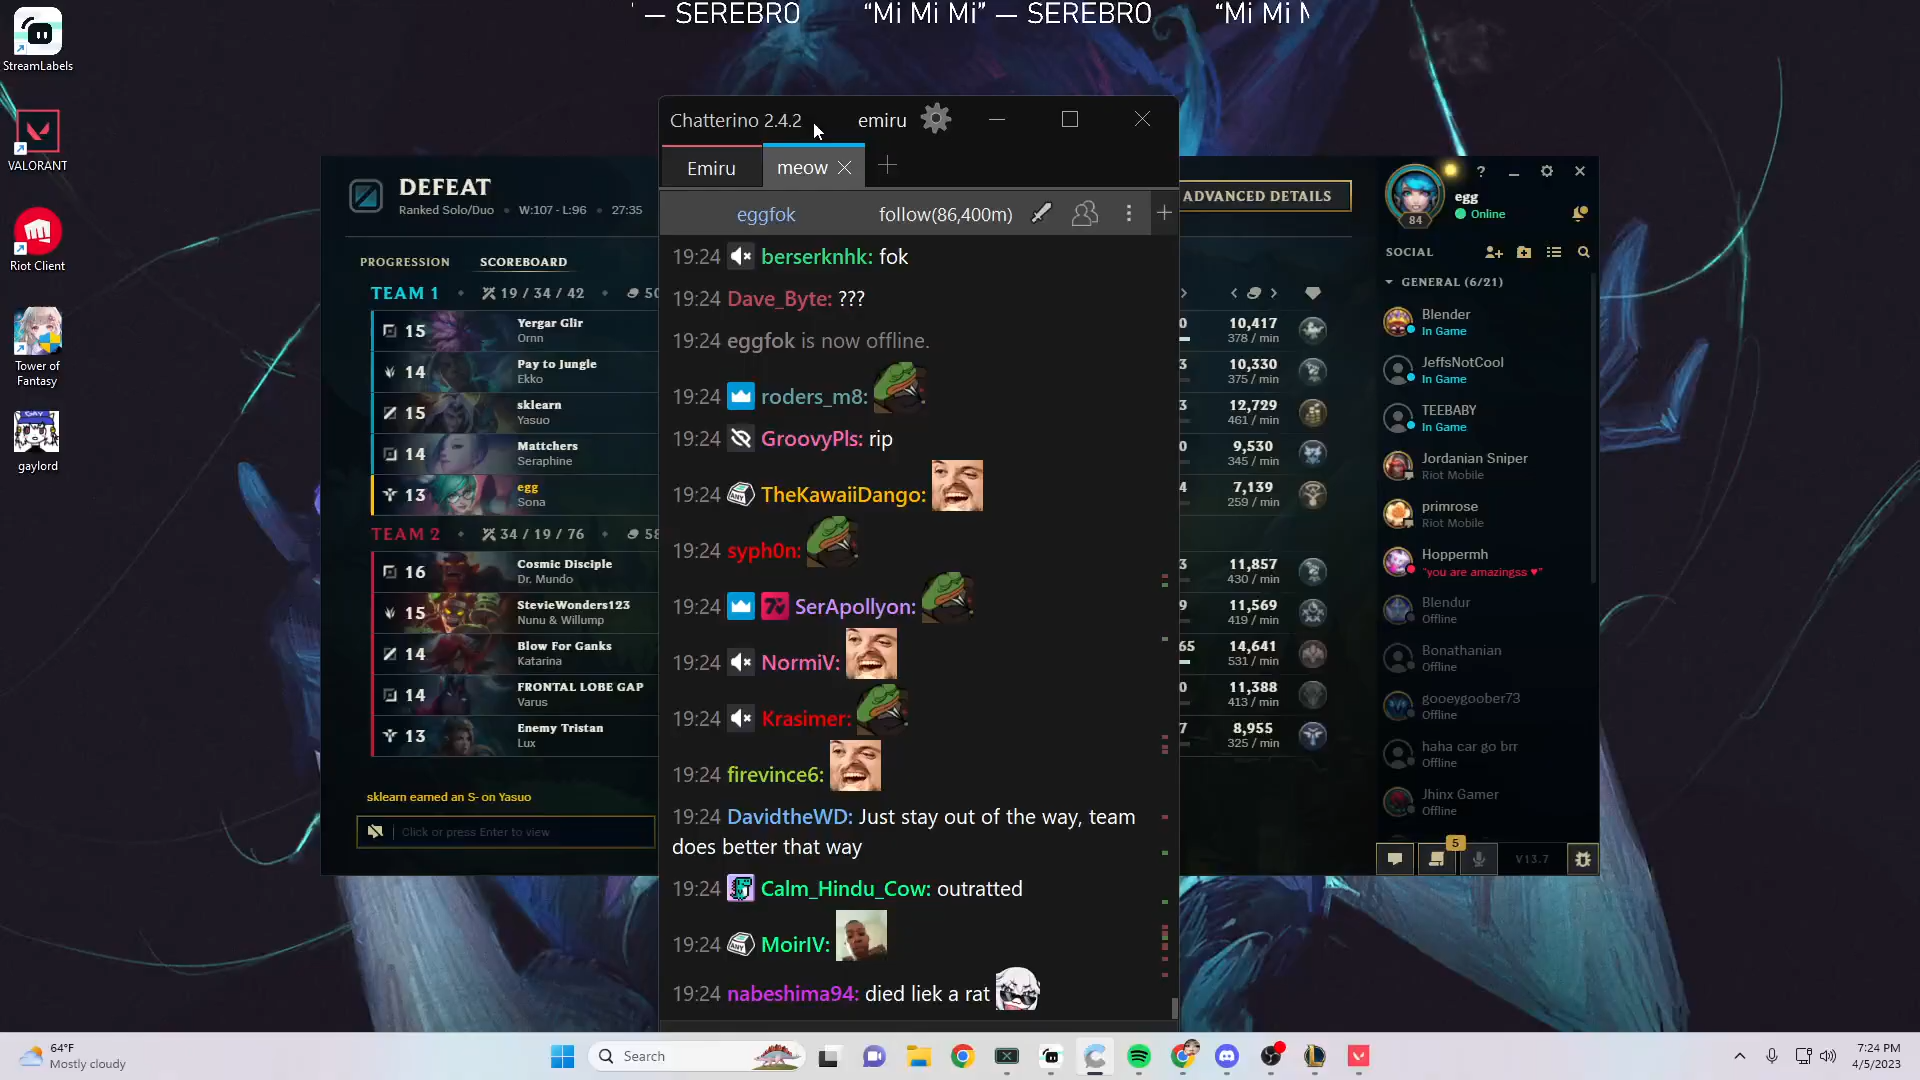 — SEREBRO “Mi Mi Mi” — SEREBRO “Mi Mi
StreamLabels
VALORANT
Riot Client
Tower of
Fantasy
GAY
gaylord
DEFEAT
Ranked Solo/Duo • W:107 - L:96 • 27:35
PROGRESSION SCOREBOARD
TEAM 1 • 19 / 34 / 42 •
15 Yergar Glir
Ornn
14 Pay to Jungle
Ekko
15 sklearn
Yasuo
14 Mattchers
Seraphine
13 egg
Sona
TEAM 2 • 34 / 19 / 76 •
16 Cosmic Disciple
Dr. Mundo
15 StevieWonders123
Nunu & Willump
14 Blow For Ganks
Katarina
14 FRONTAL LOBE GAP
Varus
13 Enemy Tristan
Lux
sklearn earned an S- on Yasuo
Click or press Enter to view
Chatterino 2.4.2 emiru
Emiru meow
eggfok follow(86,400m)
19:24 berserknhk: fok
19:24 Dave_Byte: ???
19:24 eggfok is now offline.
19:24 roders_m8:
19:24 GroovyPls: rip
19:24 TheKawaiiDango:
19:24 syph0n:
19:24 SerApollyon:
19:24 NormiV:
19:24 Krasimer:
19:24 firevince6:
19:24 DavidtheWD: Just stay out of the way, team
does better that way
19:24 Calm_Hindu_Cow: outratted
19:24 MoirIV:
19:24 nabeshima94: died liek a rat
ADVANCED DETAILS
10,417
378 / min
10,330
375 / min
12,729
461 / min
9,530
345 / min
7,139
259 / min
11,857
430 / min
11,569
419 / min
65 14,641
531 / min
11,388
413 / min
8,955
325 / min
84
egg
Online
SOCIAL
GENERAL (6/21)
Blender
In Game
JeffsNotCool
In Game
TEEBABY
In Game
Jordanian Sniper
Riot Mobile
primrose
Riot Mobile
Hoppermh
"you are amazingss ♥"
Blendur
Offline
Bonathanian
Offline
gooeygoober73
Offline
haha car go brr
Offline
Jhinx Gamer
Offline
5
V13.7
64°F
Mostly cloudy
Search
7:24 PM
4/5/2023